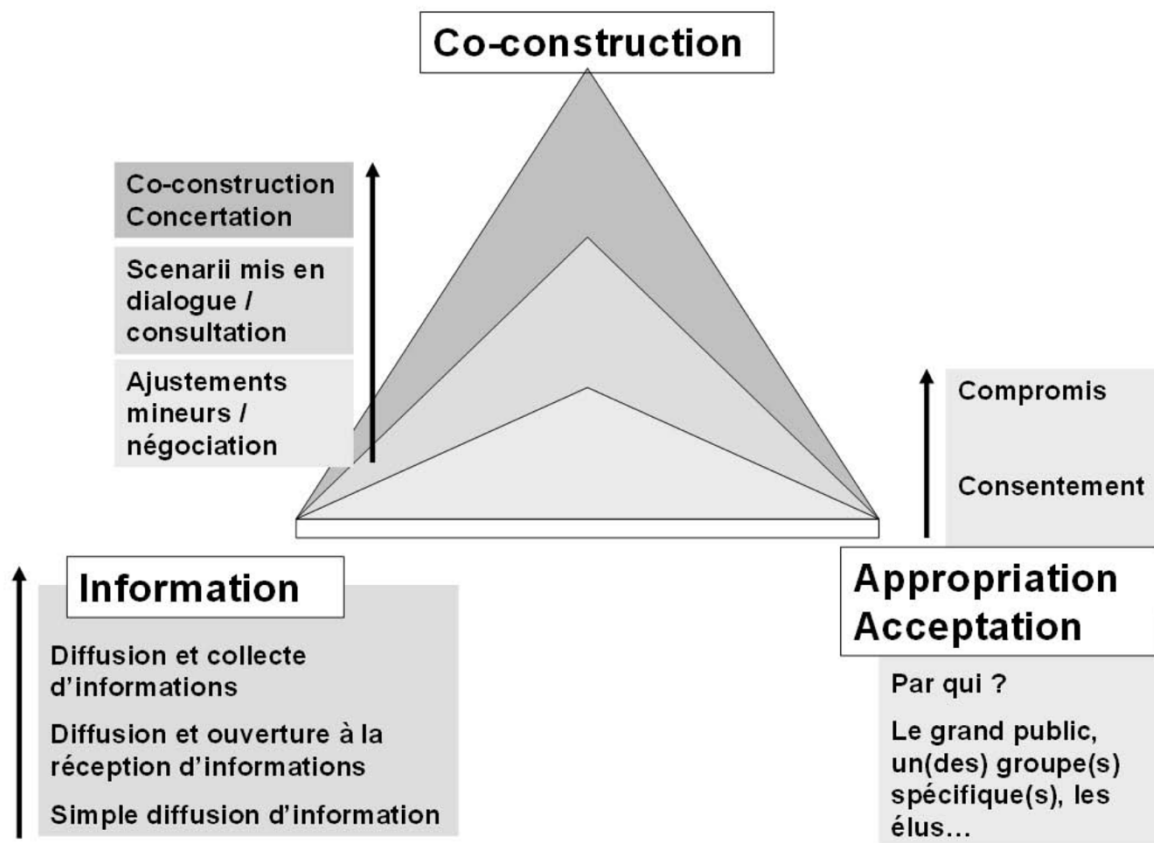 Co-construction
Co-construction
Concertation
Scenarii mis en
dialogue /
consultation
Ajustements
mineurs /
négociation
Compromis
Consentement
Information
Diffusion et collecte
d’informations
Diffusion et ouverture à la
réception d’informations
Simple diffusion d’information
Appropriation
Acceptation
Par qui ?
Le grand public,
un(des) groupe(s)
spécifique(s), les
élus…